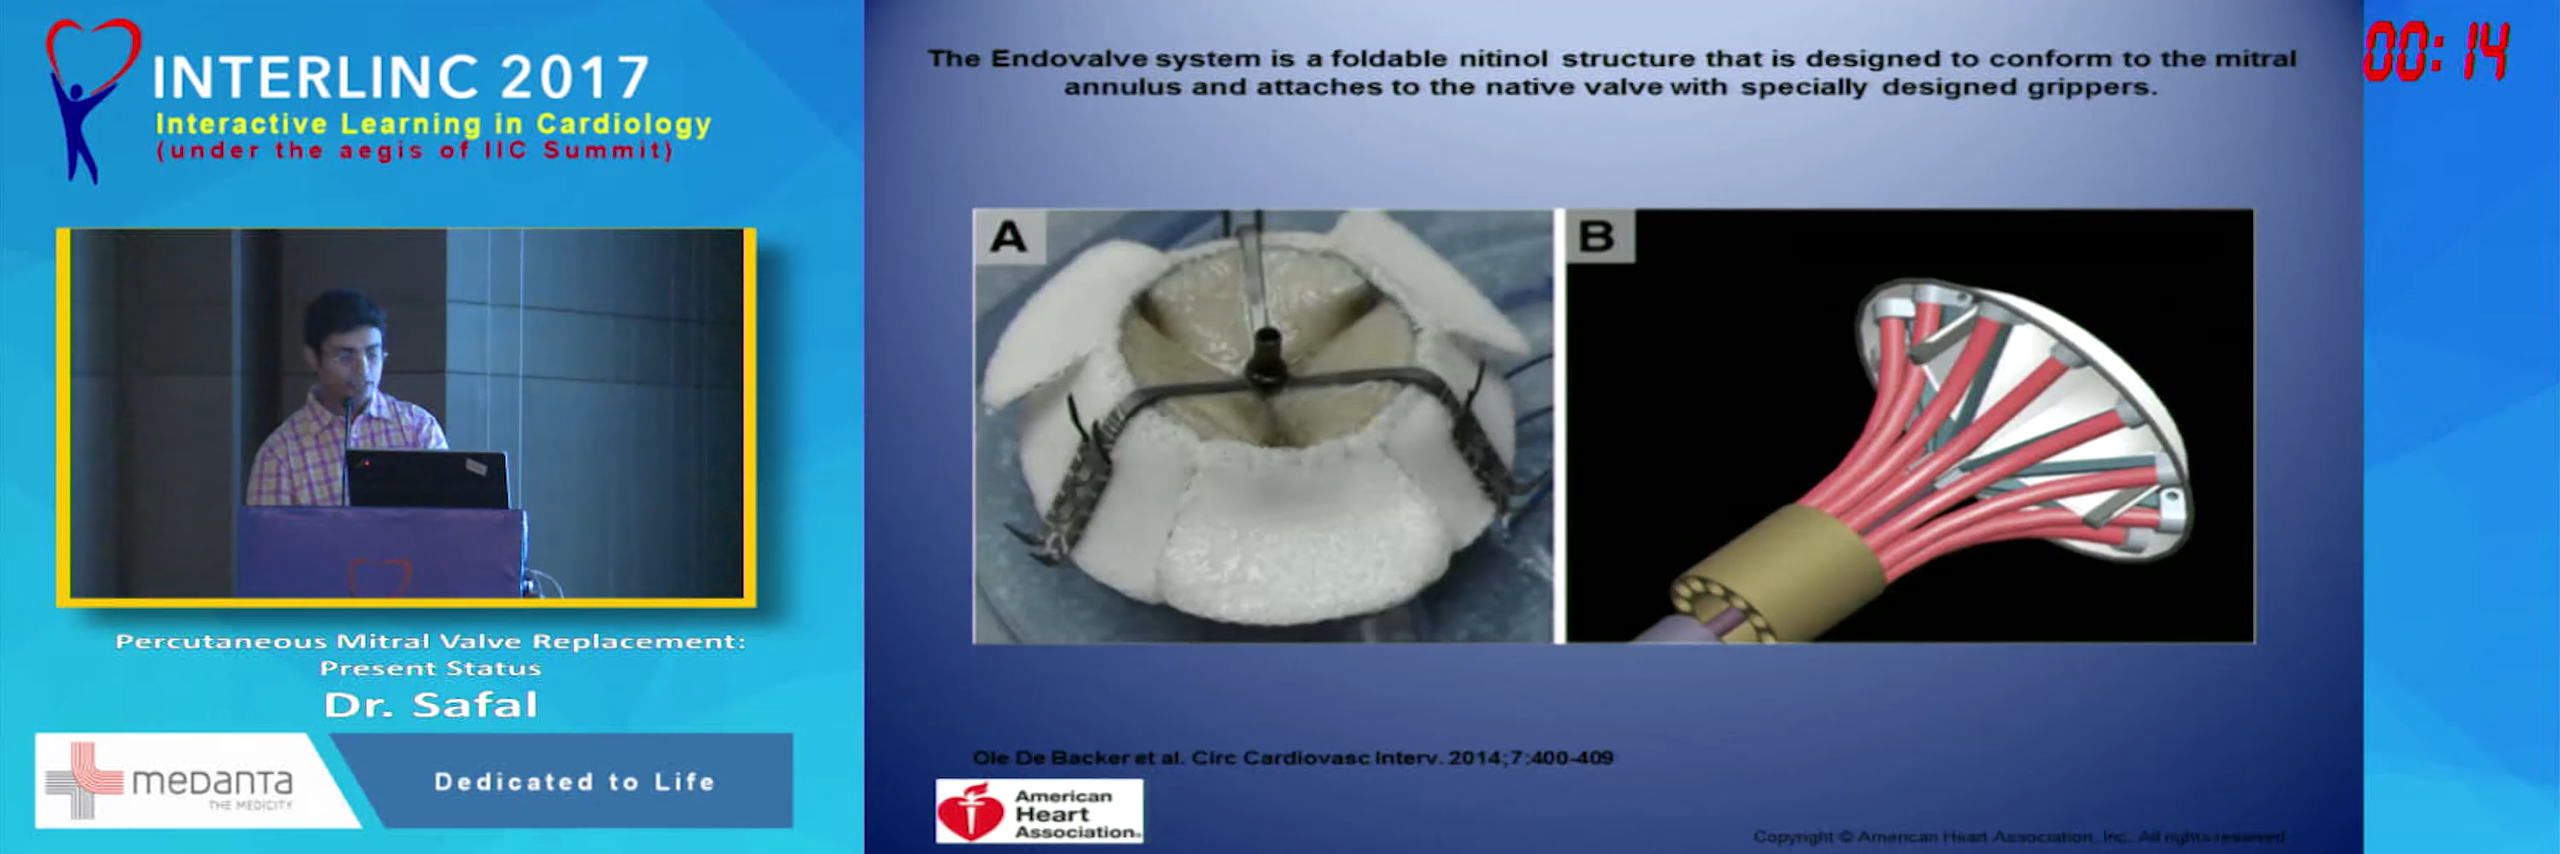 INTERLINC 2017
Interactive Learning in Cardiology
(under the aegis of IIC Summit)
Percutaneous Mitral Valve Replacement:
Present Status
Dr. Safal
meDanTa
THE MEDICITY
Dedicated to Life
The Endovalve system is a foldable nitinol structure that is designed to conform to the mitral
annulus and attaches to the native valve with specially designed grippers.
A
B
Ole De Backer et al. Circ Cardiovasc Interv. 2014;7:400-409
American
Heart
Association®
Copyright © American Heart Association, Inc. All rights reserved.
00:14